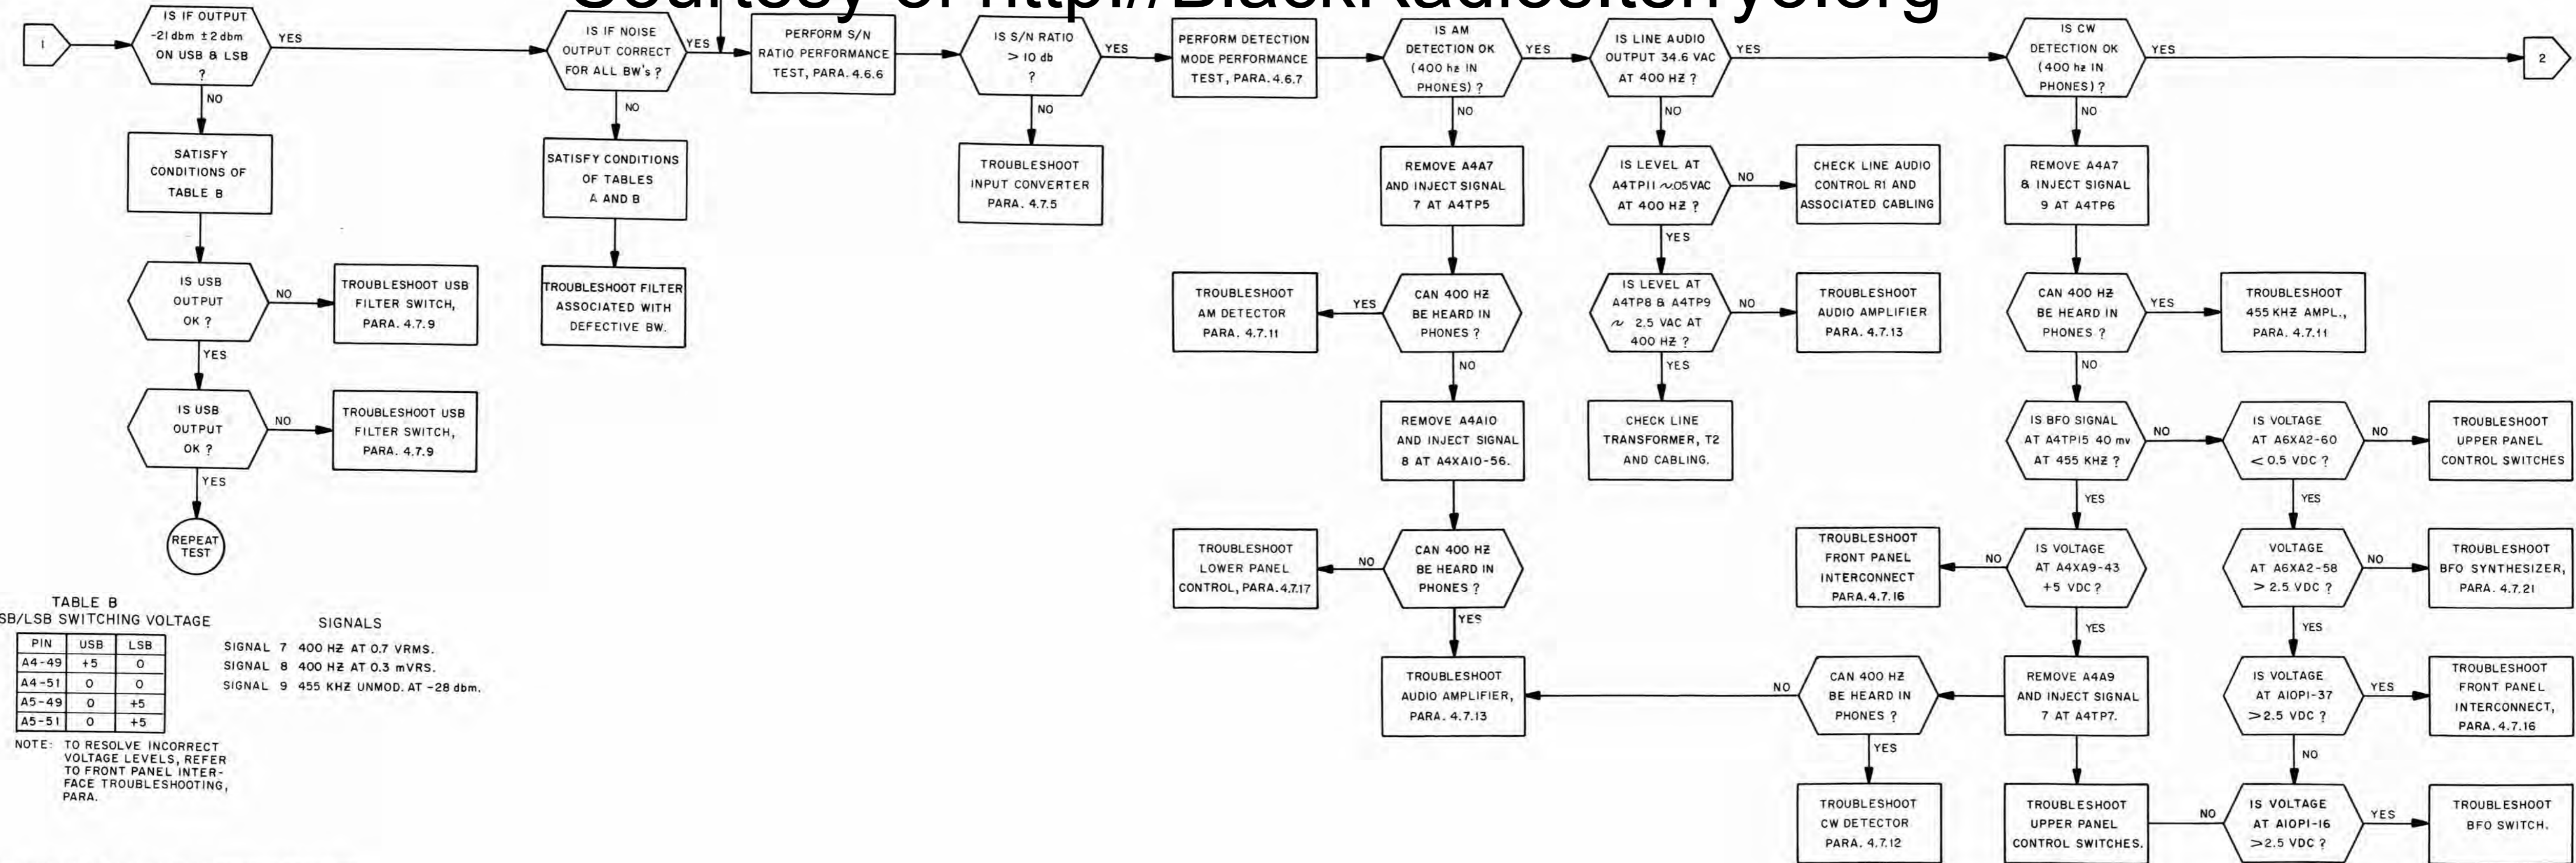 Courtesy of http://BlackRadios.terryo.org
1
IS IF OUTPUT
-21 dbm ±2 dbm
ON USB & LSB
?
YES
NO
SATISFY
CONDITIONS OF
TABLE B
IS USB
OUTPUT
OK ?
NO
TROUBLESHOOT USB
FILTER SWITCH,
PARA. 4.7.9
YES
IS USB
OUTPUT
OK ?
NO
TROUBLESHOOT USB
FILTER SWITCH,
PARA. 4.7.9
YES
REPEAT
TEST
IS IF NOISE
OUTPUT CORRECT
FOR ALL BW's ?
YES
NO
SATISFY CONDITIONS
OF TABLES
A AND B
TROUBLESHOOT FILTER
ASSOCIATED WITH
DEFECTIVE BW.
PERFORM S/N
RATIO PERFORMANCE
TEST, PARA. 4.6.6
IS S/N RATIO
> 10 db
?
YES
NO
TROUBLESHOOT
INPUT CONVERTER
PARA. 4.7.5
PERFORM DETECTION
MODE PERFORMANCE
TEST, PARA. 4.6.7
IS AM
DETECTION OK
(400 hz IN
PHONES) ?
YES
NO
REMOVE A4A7
AND INJECT SIGNAL
7 AT A4TP5
CAN 400 HZ
BE HEARD IN
PHONES ?
YES
TROUBLESHOOT
AM DETECTOR
PARA. 4.7.11
NO
REMOVE A4A10
AND INJECT SIGNAL
8 AT A4XA10-56.
CAN 400 HZ
BE HEARD IN
PHONES ?
NO
TROUBLESHOOT
LOWER PANEL
CONTROL, PARA.4.7.17
YES
TROUBLESHOOT
AUDIO AMPLIFIER,
PARA. 4.7.13
IS LINE AUDIO
OUTPUT 34.6 VAC
AT 400 HZ ?
YES
NO
IS LEVEL AT
A4TP11 ~.05VAC
AT 400 HZ ?
NO
CHECK LINE AUDIO
CONTROL R1 AND
ASSOCIATED CABLING
YES
IS LEVEL AT
A4TP8 & A4TP9
~ 2.5 VAC AT
400 HZ ?
NO
TROUBLESHOOT
AUDIO AMPLIFIER
PARA. 4.7.13
YES
CHECK LINE
TRANSFORMER, T2
AND CABLING.
IS CW
DETECTION OK
(400 hz IN
PHONES) ?
YES
2
NO
REMOVE A4A7
& INJECT SIGNAL
9 AT A4TP6
CAN 400 HZ
BE HEARD IN
PHONES ?
YES
TROUBLESHOOT
455 KHZ AMPL.,
PARA. 4.7.11
NO
IS BFO SIGNAL
AT A4TP15 40 mv
AT 455 KHZ ?
NO
IS VOLTAGE
AT A6XA2-60
< 0.5 VDC ?
NO
TROUBLESHOOT
UPPER PANEL
CONTROL SWITCHES
YES
YES
TROUBLESHOOT
FRONT PANEL
INTERCONNECT
PARA.4.7.16
NO
IS VOLTAGE
AT A4XA9-43
+5 VDC ?
VOLTAGE
AT A6XA2-58
> 2.5 VDC ?
NO
TROUBLESHOOT
BFO SYNTHESIZER,
PARA. 4.7.21
YES
YES
NO
CAN 400 HZ
BE HEARD IN
PHONES ?
REMOVE A4A9
AND INJECT SIGNAL
7 AT A4TP7.
IS VOLTAGE
AT A10P1-37
>2.5 VDC ?
YES
TROUBLESHOOT
FRONT PANEL
INTERCONNECT,
PARA. 4.7.16
YES
NO
TROUBLESHOOT
CW DETECTOR
PARA. 4.7.12
TROUBLESHOOT
UPPER PANEL
CONTROL SWITCHES.
NO
IS VOLTAGE
AT A10P1-16
>2.5 VDC ?
YES
TROUBLESHOOT
BFO SWITCH.
TABLE B
SB/LSB SWITCHING VOLTAGE
PIN USB LSB
A4-49 +5 0
A4-51 0 0
A5-49 0 +5
A5-51 0 +5
NOTE: TO RESOLVE INCORRECT
VOLTAGE LEVELS, REFER
TO FRONT PANEL INTER-
FACE TROUBLESHOOTING,
PARA.
SIGNALS
SIGNAL 7 400 HZ AT 0.7 VRMS.
SIGNAL 8 400 HZ AT 0.3 mVRS.
SIGNAL 9 455 KHZ UNMOD. AT -28 dbm.